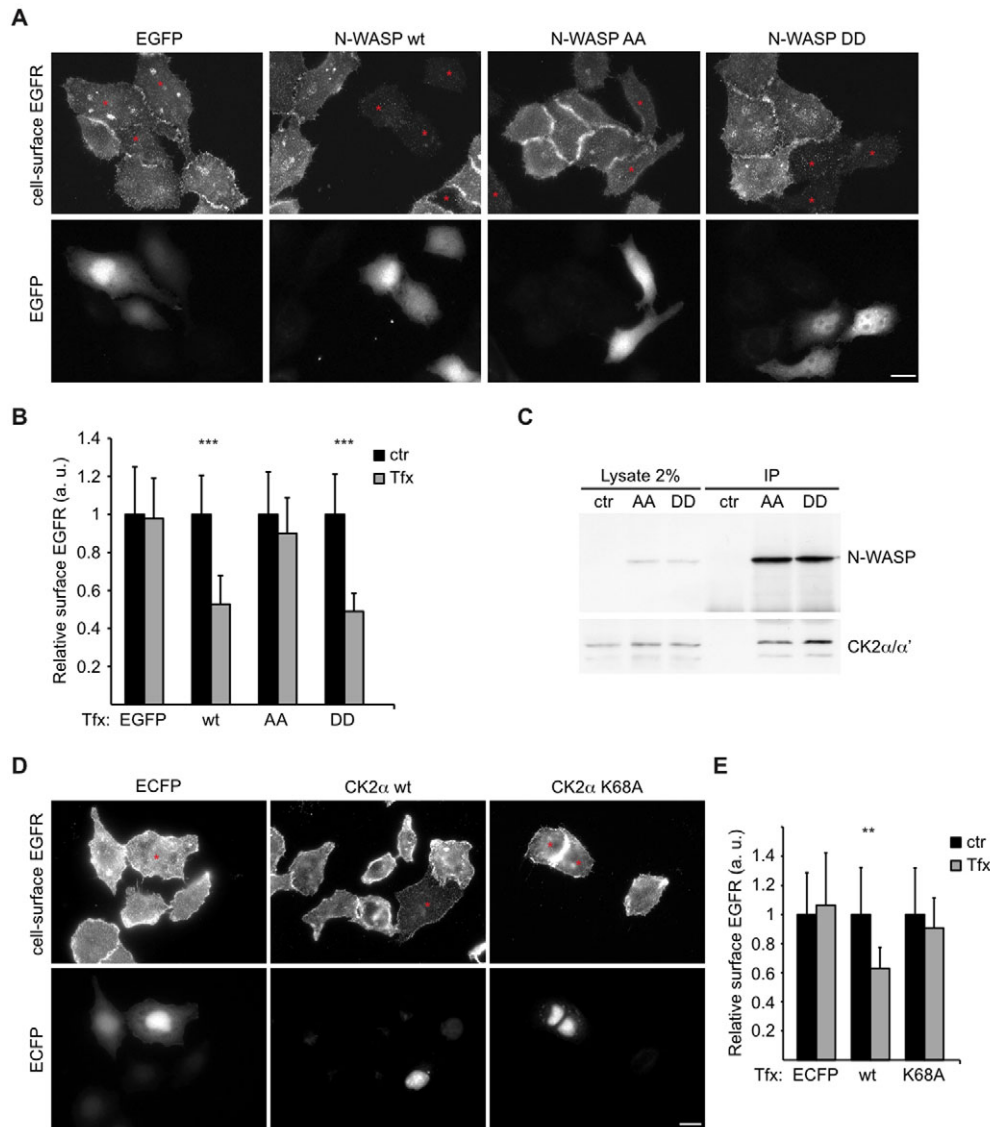 A
EGFP N-WASP wt N-WASP AA N-WASP DD
cell-surface EGFR
EGFP
B
1.4
1.2
1
0.8
0.6
0.4
0.2
Relative surface EGFR (a. u.)
*** ***
ctr
Tfx
Tfx: EGFP wt AA DD
C
Lysate 2% IP
ctr AA DD ctr AA DD
N-WASP
CK2α/α’
D
ECFP CK2α wt CK2α K68A
cell-surface EGFR
ECFP
E
1.4
1.2
1
0.8
0.6
0.4
0.2
Relative surface EGFR (a. u.)
**
ctr
Tfx
Tfx: ECFP wt K68A